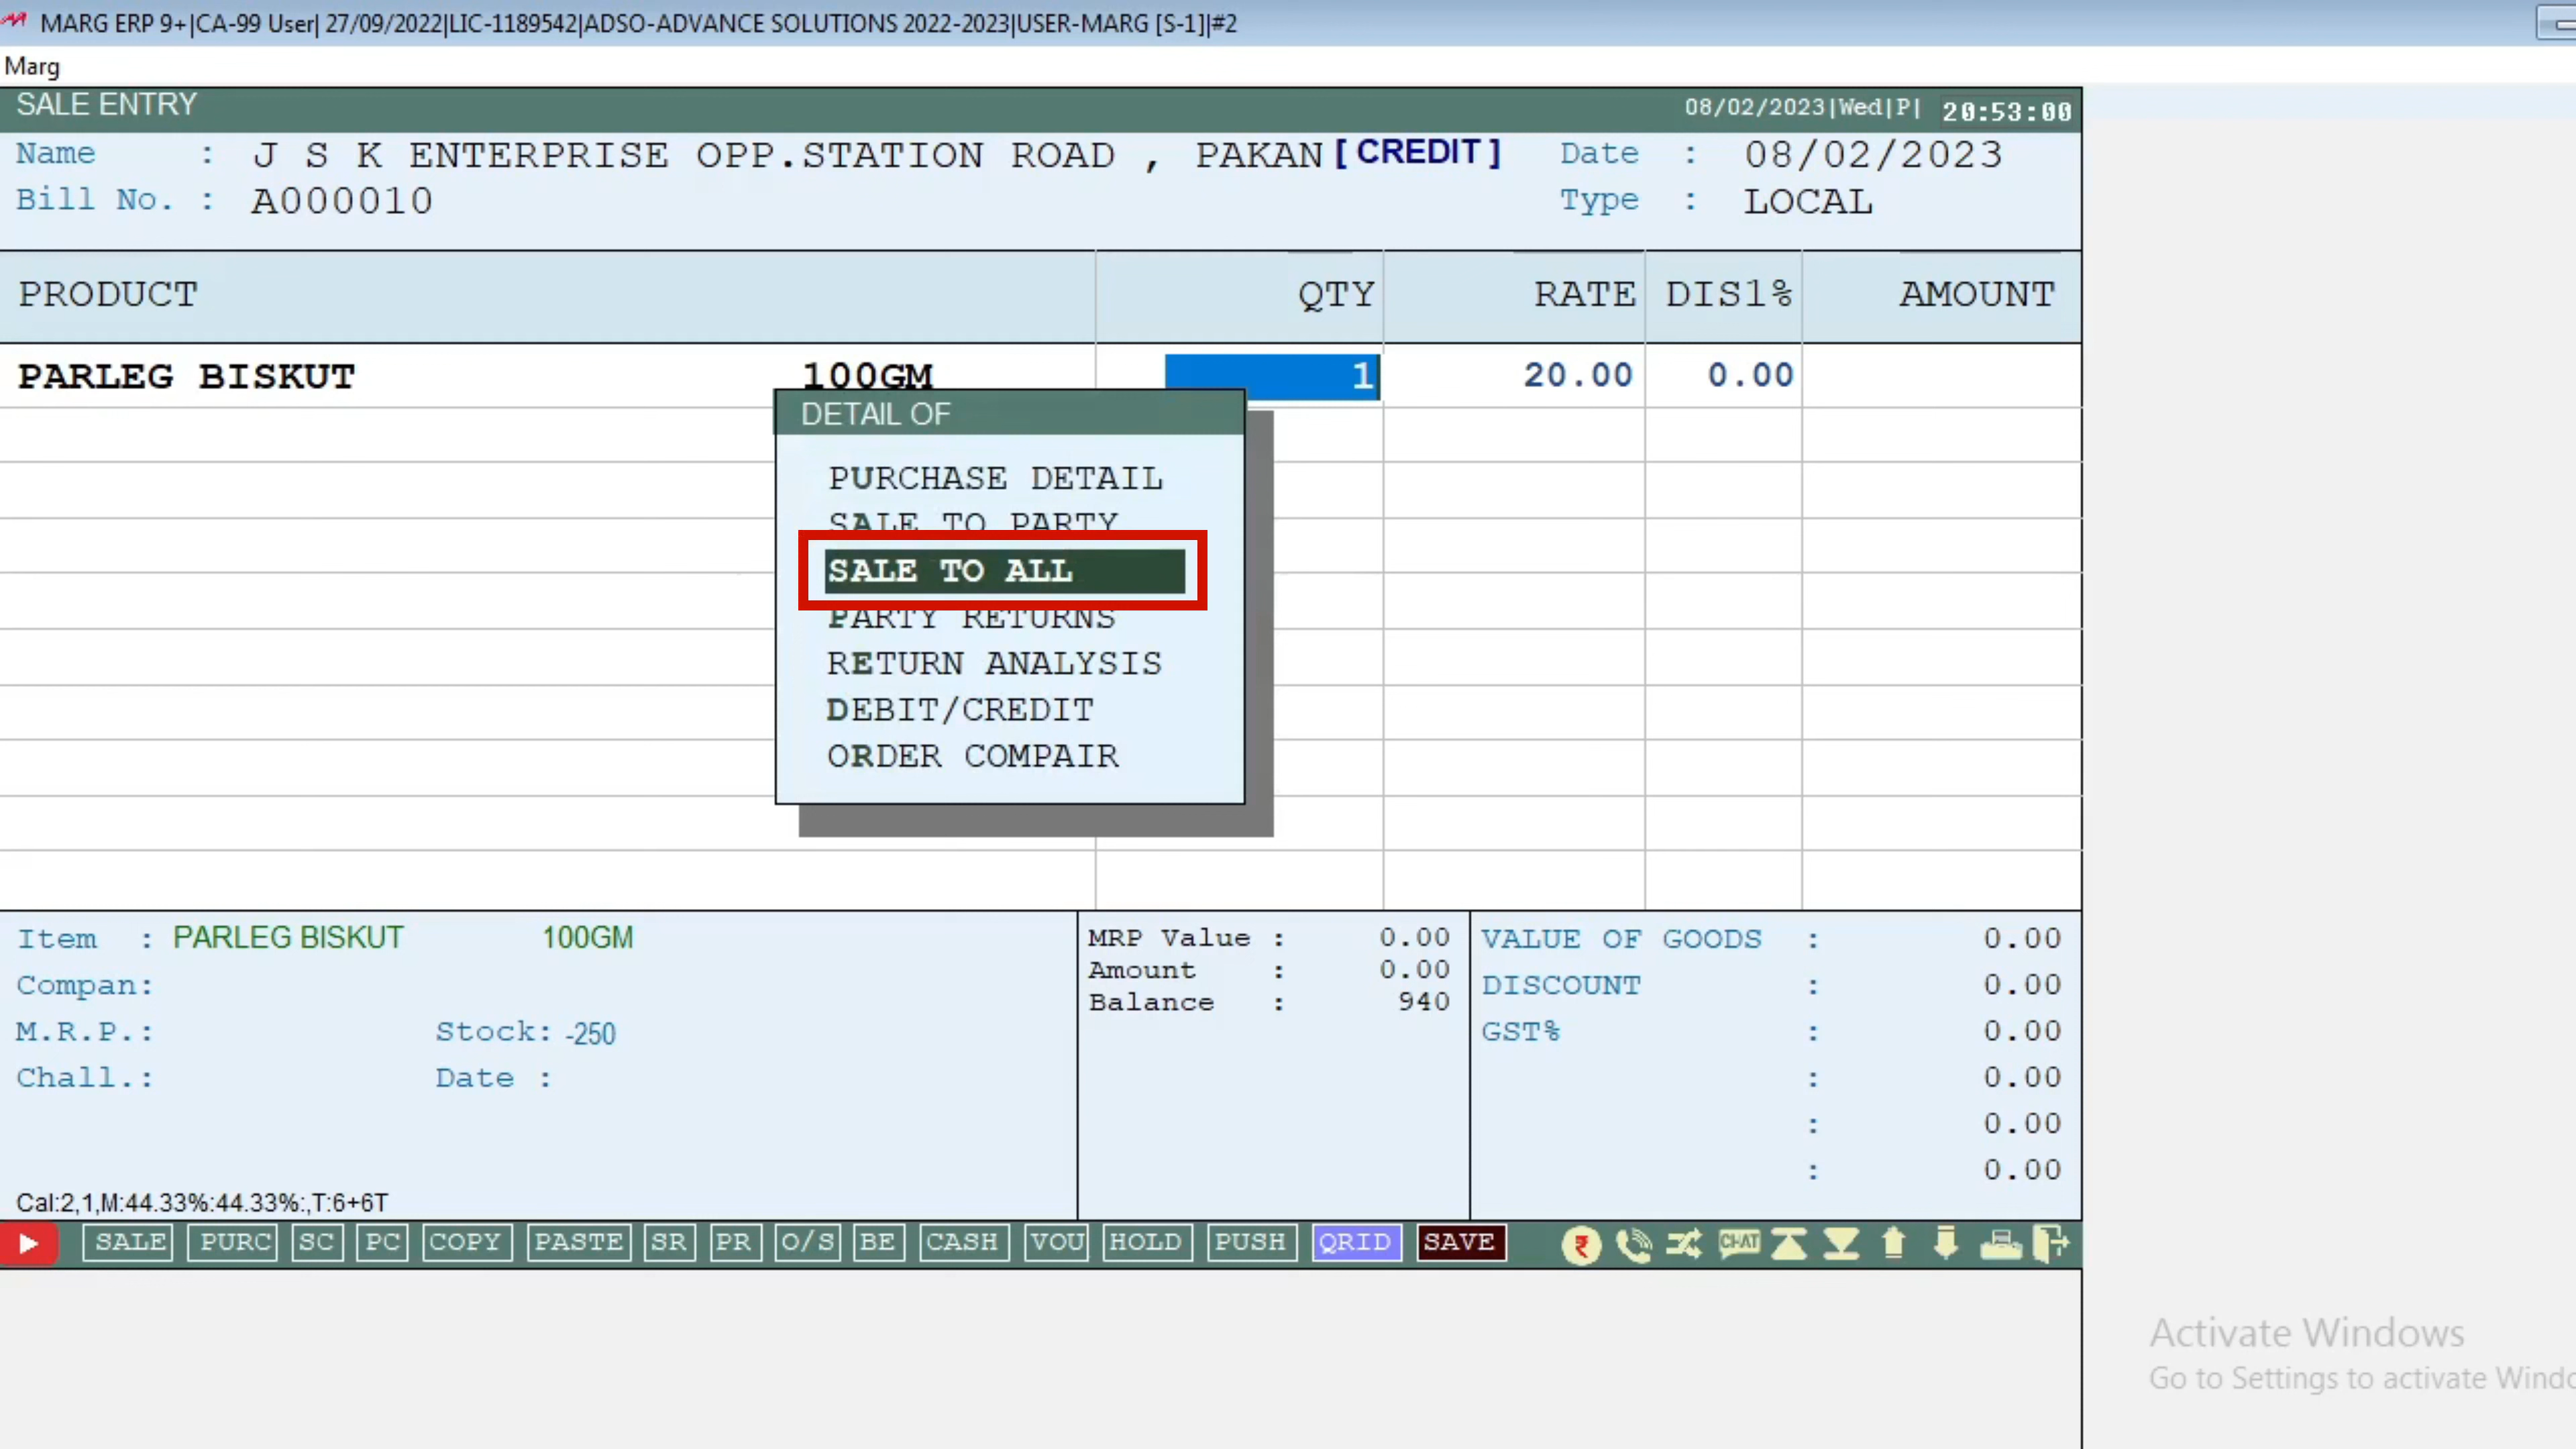 MARG ERP 9+|CA-99 User| 27/09/2022|LIC-1189542|ADSO-ADVANCE SOLUTIONS 2022-2023|USER-MARG [S-1]|#2
Marg
SALE ENTRY 08/02/2023|Wed|P| 20:53:00
Name : J S K ENTERPRISE OPP.STATION ROAD , PAKAN [ CREDIT ] Date : 08/02/2023
Bill No. : A000010 Type : LOCAL
PRODUCT QTY RATE DIS1% AMOUNT
PARLEG BISKUT 100GM 1 20.00 0.00
DETAIL OF
PURCHASE DETAIL
SALE TO PARTY
SALE TO ALL
PARTY RETURNS
RETURN ANALYSIS
DEBIT/CREDIT
ORDER COMPAIR
Item : PARLEG BISKUT 100GM
Compan:
M.R.P.: Stock: -250
Chall.: Date :
Cal:2,1,M:44.33%:44.33%:,T:6+6T
MRP Value : 0.00
Amount : 0.00
Balance : 940
VALUE OF GOODS : 0.00
DISCOUNT : 0.00
GST% : 0.00
: 0.00
: 0.00
: 0.00
SALE PURC SC PC COPY PASTE SR PR O/S BE CASH VOU HOLD PUSH QRID SAVE ₹ CHAT
Activate Windows
Go to Settings to activate Windo